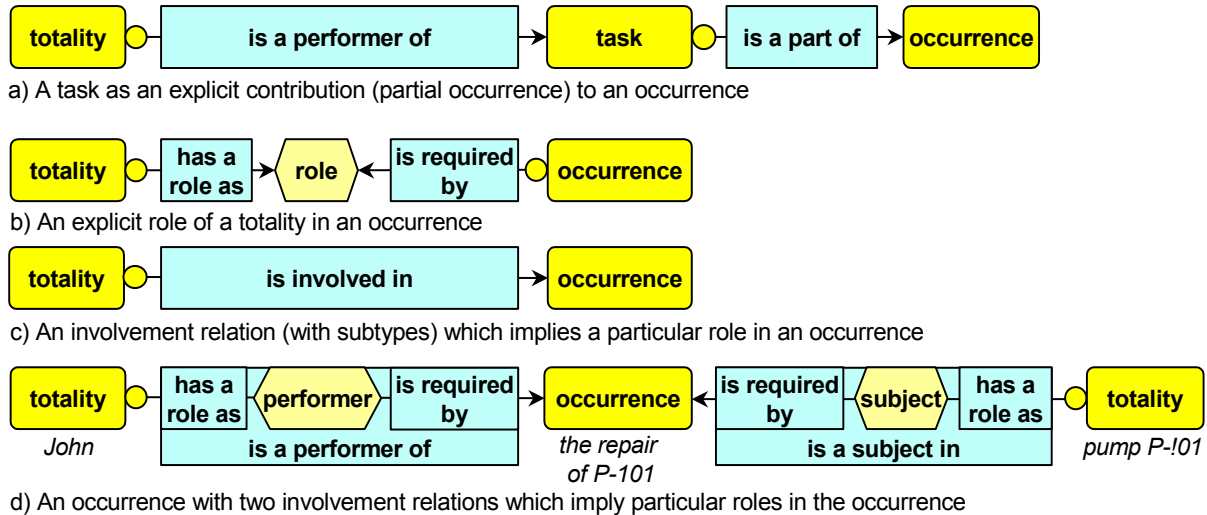 totality is a performer of task is a part of occurrence
a) A task as an explicit contribution (partial occurrence) to an occurrence
totality has a role as role is required by occurrence
b) An explicit role of a totality in an occurrence
totality is involved in occurrence
c) An involvement relation (with subtypes) which implies a particular role in an occurrence
totality has a role as performer is required by occurrence is required by subject has a role as totality
is a performer of is a subject in
John the repair of P-101 pump P-!01
d) An occurrence with two involvement relations which imply particular roles in the occurrence